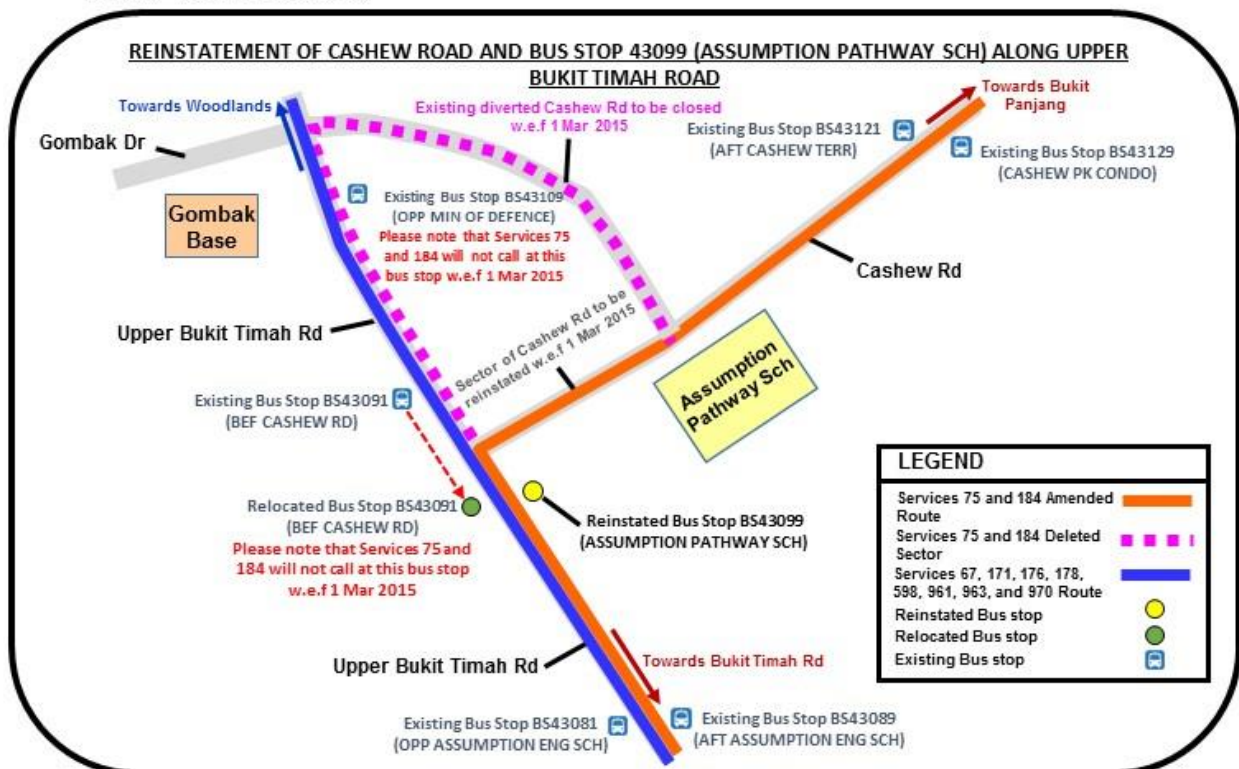 REINSTATEMENT OF CASHEW ROAD AND BUS STOP 43099 (ASSUMPTION PATHWAY SCH) ALONG UPPER
BUKIT TIMAH ROAD
Towards Woodlands
Existing diverted Cashew Rd to be closed
w.e.f 1 Mar 2015
Towards Bukit
Panjang
Gombak Dr
Existing Bus Stop BS43121
(AFT CASHEW TERR)
Existing Bus Stop BS43129
(CASHEW PK CONDO)
Gombak
Base
Existing Bus Stop BS43109
(OPP MIN OF DEFENCE)
Please note that Services 75
and 184 will not call at this
bus stop w.e.f 1 Mar 2015
Cashew Rd
Upper Bukit Timah Rd
Sector of Cashew Rd to be
reinstated w.e.f 1 Mar 2015
Assumption
Pathway Sch
Existing Bus Stop BS43091
(BEF CASHEW RD)
Relocated Bus Stop BS43091
(BEF CASHEW RD)
Please note that Services 75 and
184 will not call at this bus stop
w.e.f 1 Mar 2015
Reinstated Bus Stop BS43099
(ASSUMPTION PATHWAY SCH)
LEGEND
Services 75 and 184 Amended
Route
Services 75 and 184 Deleted
Sector
Services 67, 171, 176, 178,
598, 961, 963, and 970 Route
Reinstated Bus stop
Relocated Bus stop
Existing Bus stop
Upper Bukit Timah Rd
Towards Bukit Timah Rd
Existing Bus Stop BS43081
(OPP ASSUMPTION ENG SCH)
Existing Bus Stop BS43089
(AFT ASSUMPTION ENG SCH)